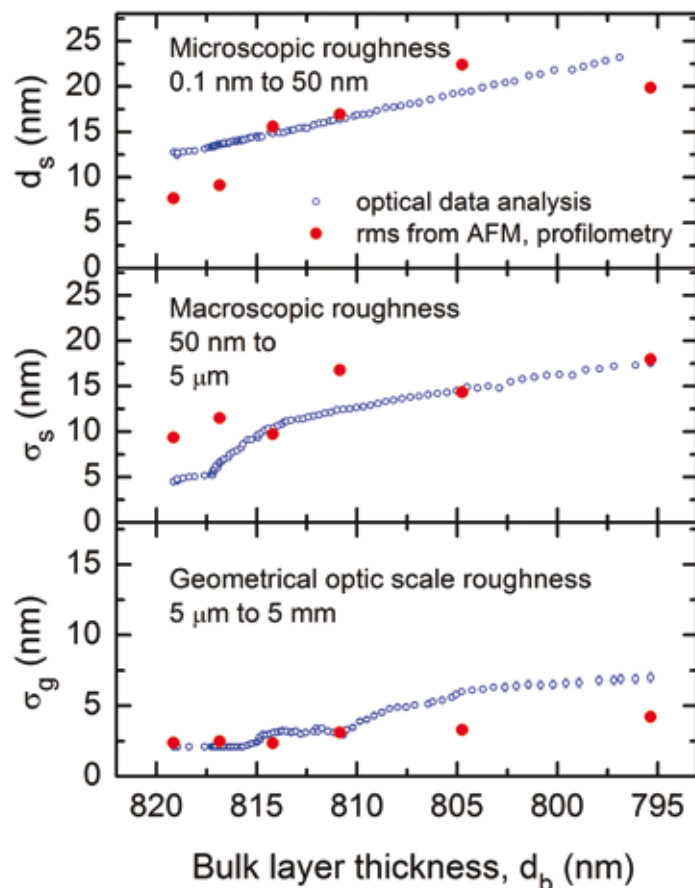 Microscopic roughness
0.1 nm to 50 nm
25
20
15
10
5
0
d_s (nm)
optical data analysis
rms from AFM, profilometry
Macroscopic roughness
50 nm to
5 μm
25
20
15
10
5
0
σ_s (nm)
Geometrical optic scale roughness
5 μm to 5 mm
15
10
5
0
σ_g (nm)
820 815 810 805 800 795
Bulk layer thickness, d_b (nm)